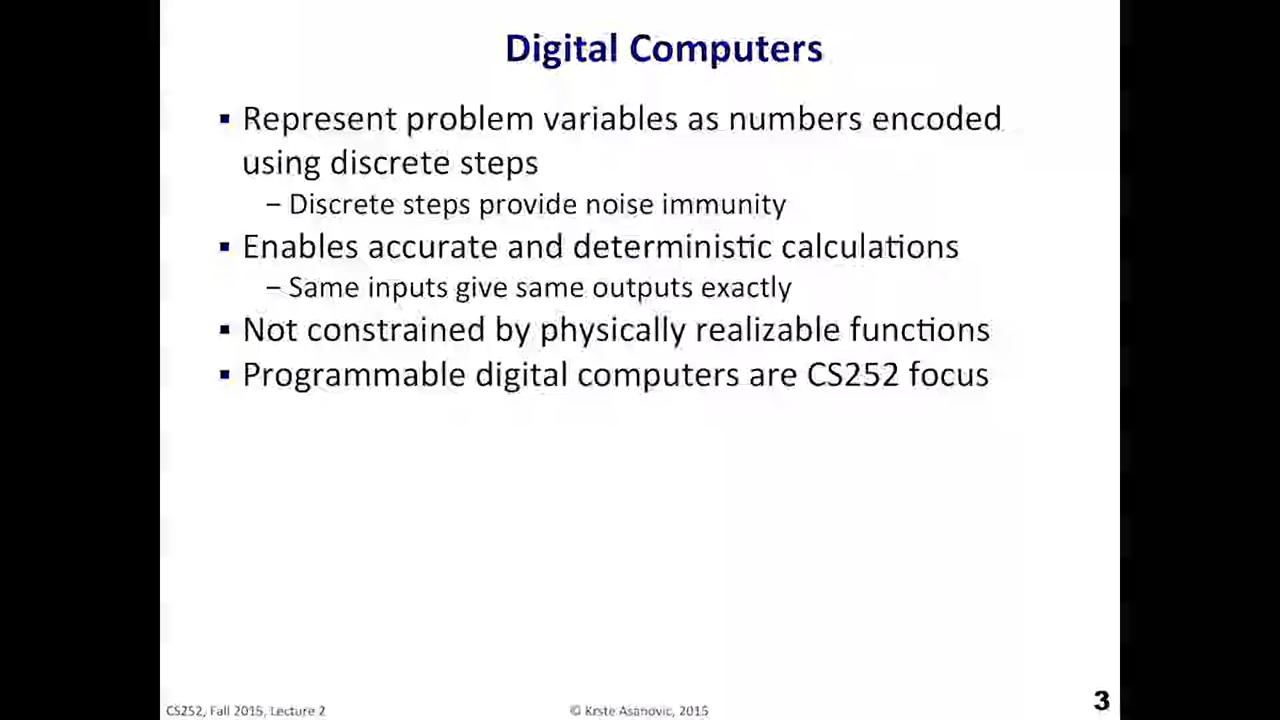 Digital Computers
▪ Represent problem variables as numbers encoded
using discrete steps
– Discrete steps provide noise immunity
▪ Enables accurate and deterministic calculations
– Same inputs give same outputs exactly
▪ Not constrained by physically realizable functions
▪ Programmable digital computers are CS252 focus
CS252, Fall 2015, Lecture 2
© Krste Asanovic, 2015
3